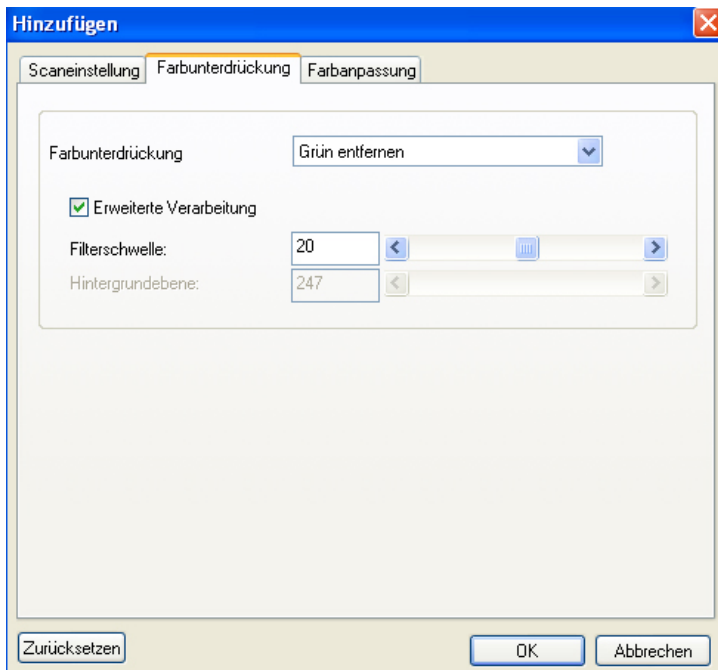 Hinzufügen
Scaneinstellung Farbunterdrückung Farbanpassung
Farbunterdrückung Grün entfernen
Erweiterte Verarbeitung
Filterschwelle: 20
Hintergrundebene: 247
Zurücksetzen OK Abbrechen